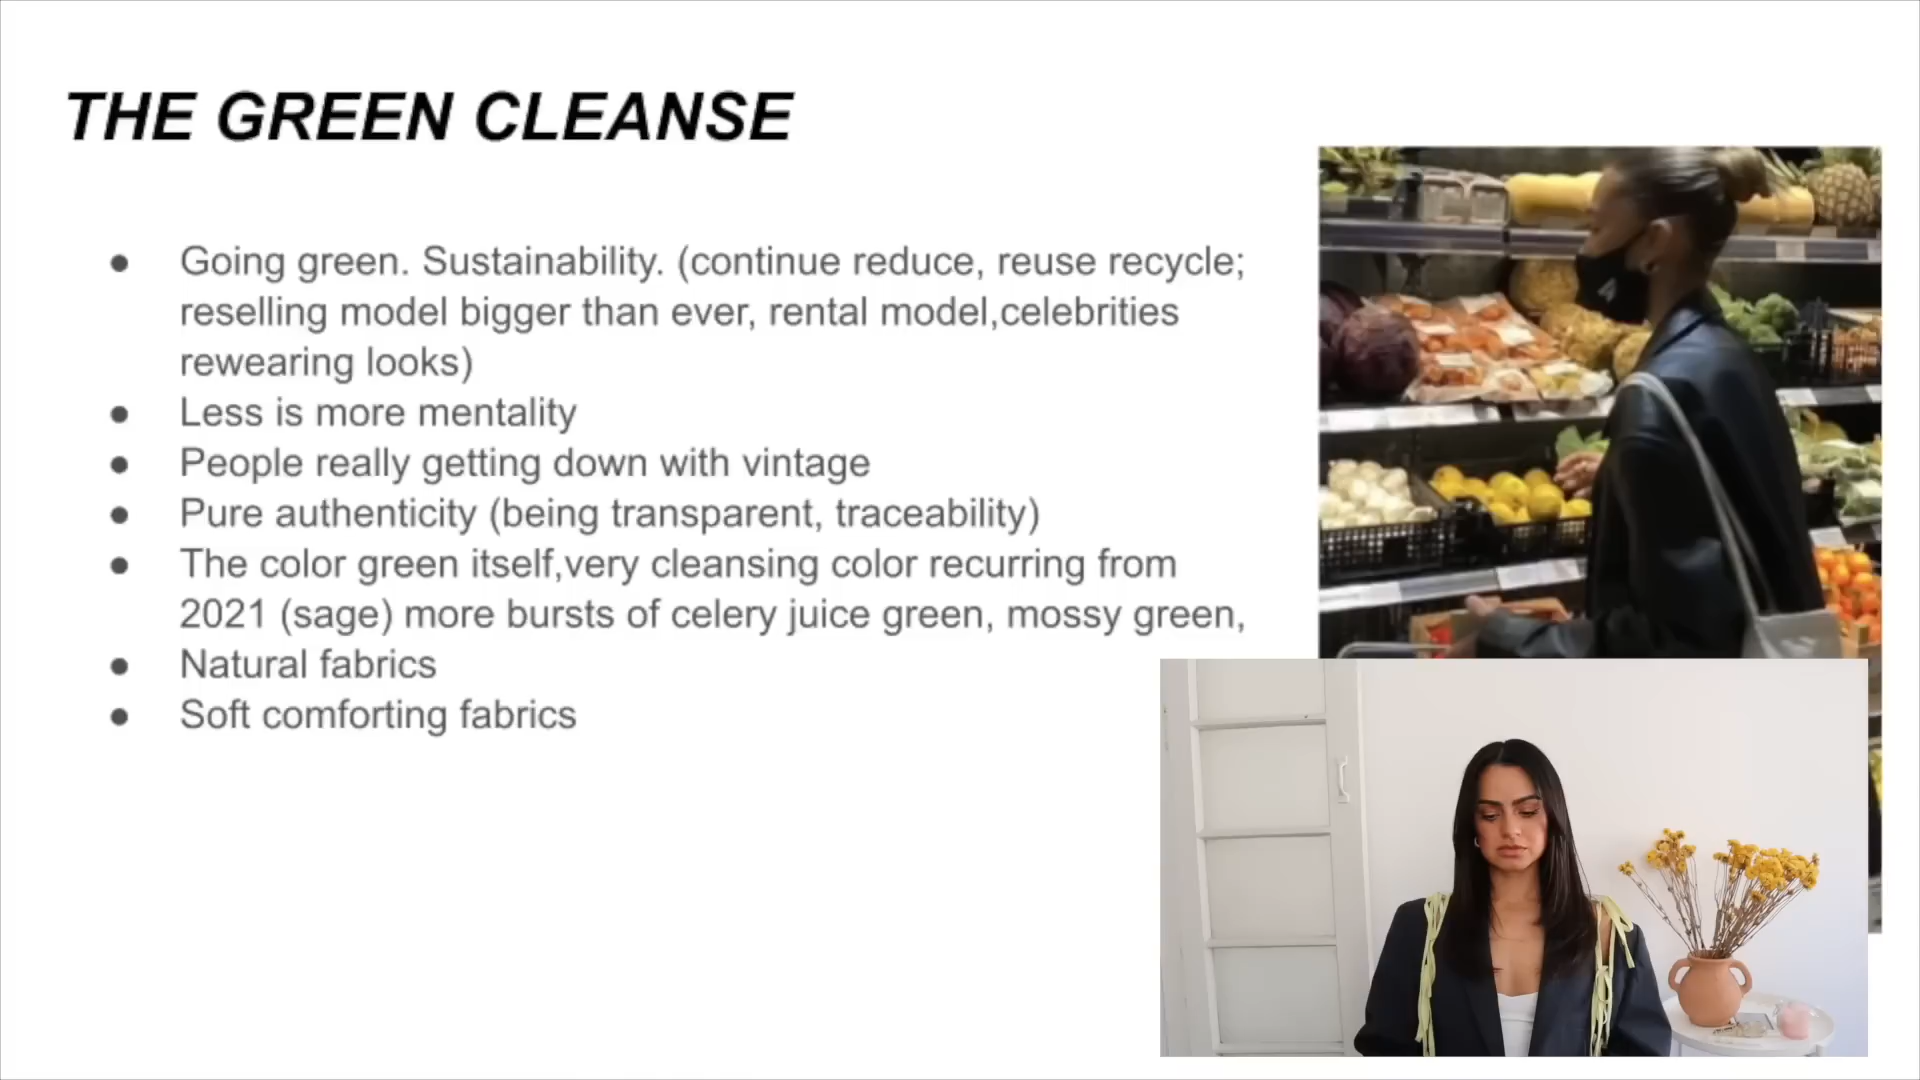 THE GREEN CLEANSE
● Going green. Sustainability. (continue reduce, reuse recycle;
reselling model bigger than ever, rental model,celebrities
rewearing looks)
● Less is more mentality
● People really getting down with vintage
● Pure authenticity (being transparent, traceability)
● The color green itself,very cleansing color recurring from
2021 (sage) more bursts of celery juice green, mossy green,
● Natural fabrics
● Soft comforting fabrics